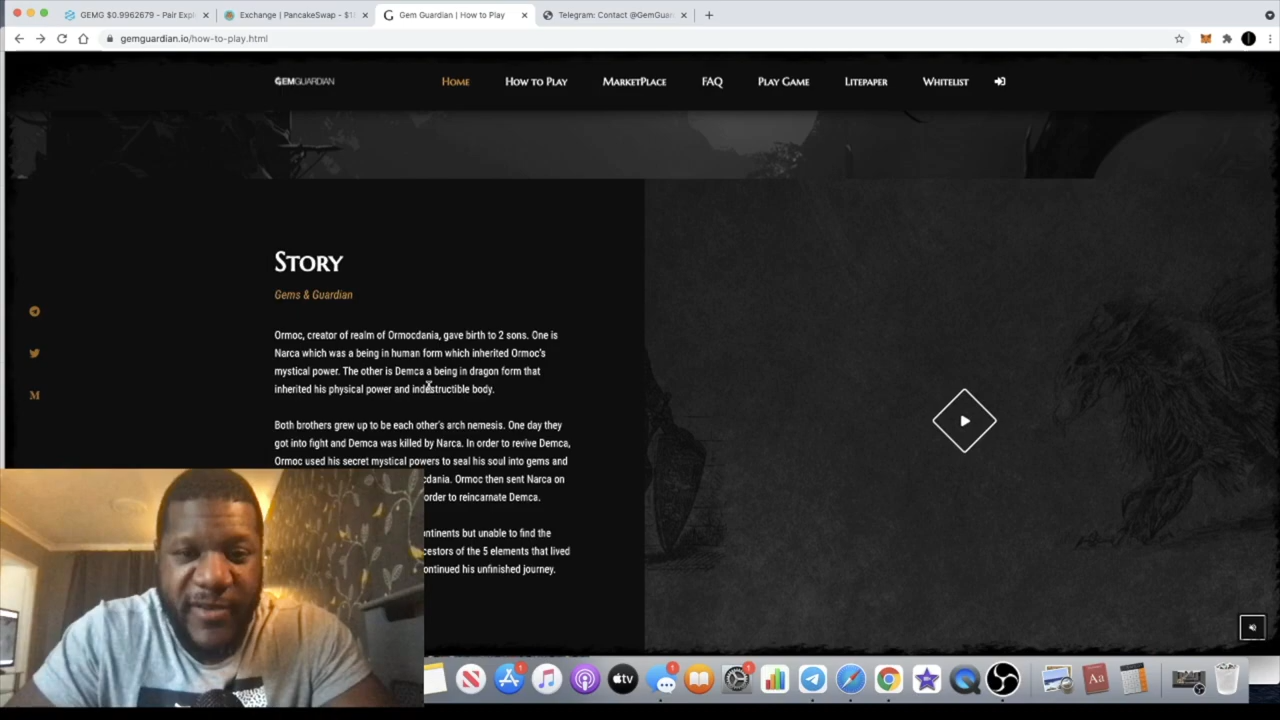 GEMG $0.9962679 - Pair Exp
Exchange | PancakeSwap - $1
Gem Guardian | How to Play
Telegram: Contact @GemGuar
gemguardian.io/how-to-play.html
GEMGUARDIAN
Home
How to Play
MarketPlace
FAQ
Play Game
Litepaper
Whitelist
Story
Gems & Guardian
Ormoc, creator of realm of Ormocdania, gave birth to 2 sons. One is
Narca which was a being in human form which inherited Ormoc's
mystical power. The other is Demca a being in dragon form that
inherited his physical power and indestructible body.
Both brothers grew up to be each other's arch nemesis. One day they
got into fight and Demca was killed by Narca. In order to revive Demca,
Ormoc used his secret mystical powers to seal his soul into gems and
cdania. Ormoc then sent Narca on
order to reincarnate Demca.
ontinents but unable to find the
cestors of the 5 elements that lived
ontinued his unfinished journey.
M
tv
Aa
1
1
1